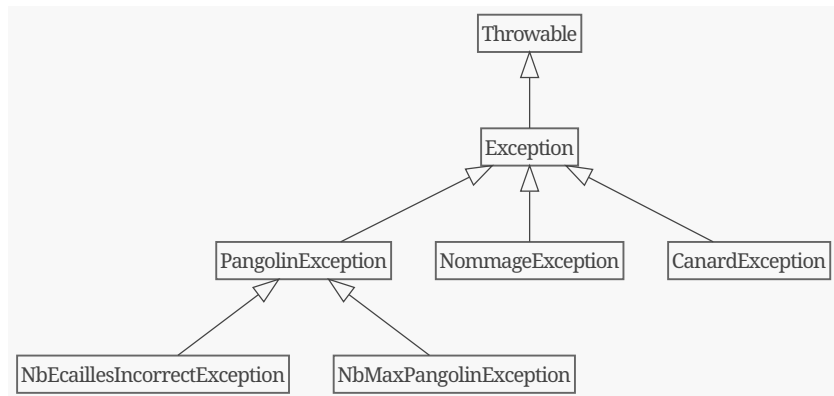 Throwable
Exception
PangolinException
NommageException
CanardException
NbEcaillesIncorrectException
NbMaxPangolinException